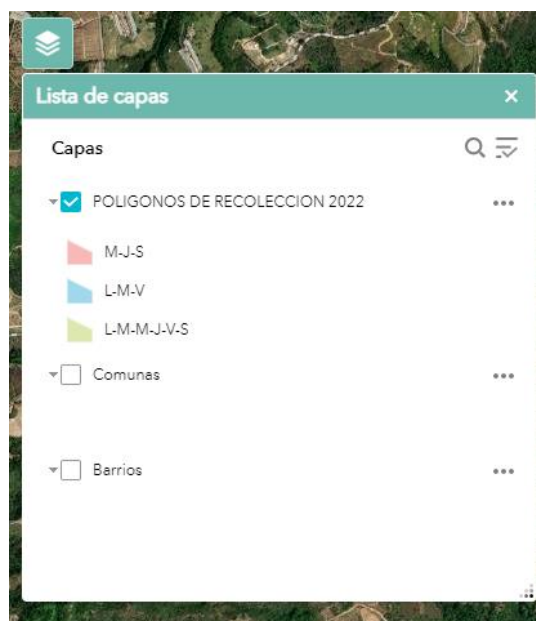 Lista de capas
Capas
POLIGONOS DE RECOLECCION 2022
M-J-S
L-M-V
L-M-M-J-V-S
Comunas
Barrios